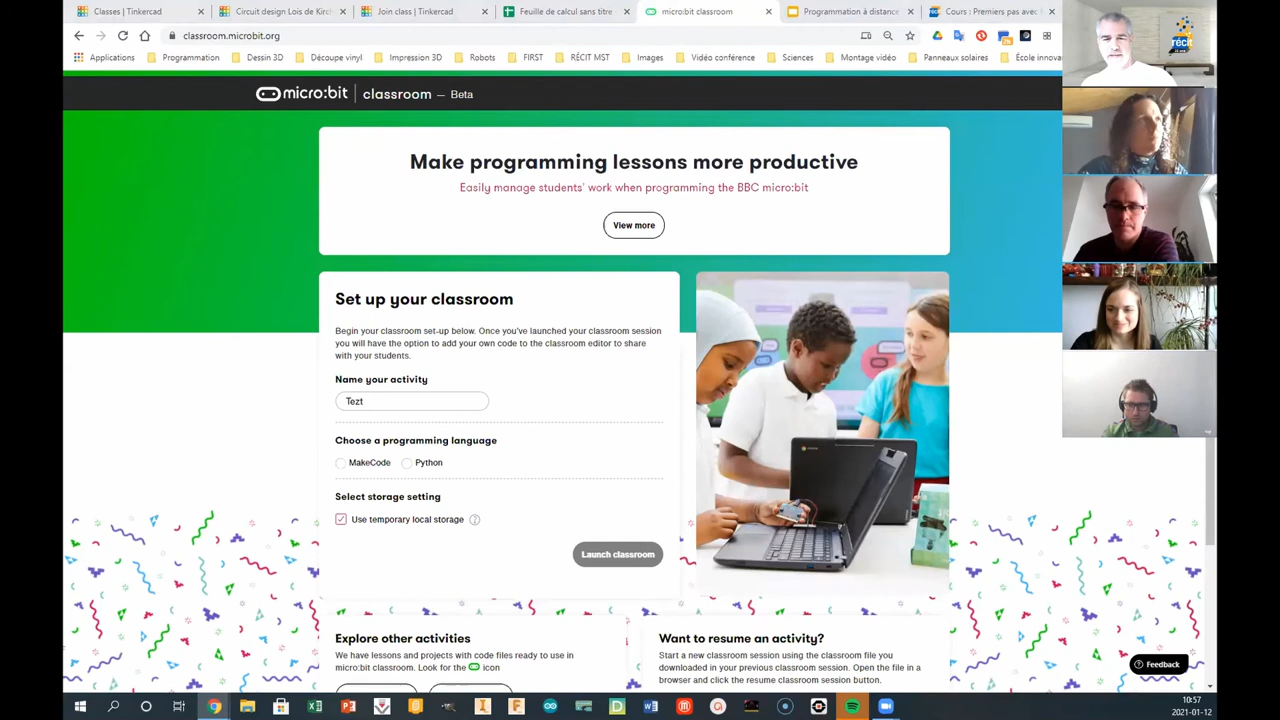 Classes | Tinkercad
Circuit design Lois de Kirch
Join class | Tinkercad
Feuille de calcul sans titre
micro:bit classroom
Programmation à distance
Cours : Premiers pas avec l
classroom.microbit.org
Applications
Programmation
Dessin 3D
Découpe vinyl
Impression 3D
Robots
FIRST
RÉCIT MST
Images
Vidéo conférence
Sciences
Montage vidéo
Panneaux solaires
École innova
récit
micro:bit | classroom – Beta
Make programming lessons more productive
Easily manage students' work when programming the BBC micro:bit
View more
Set up your classroom
Begin your classroom set-up below. Once you've launched your classroom session
you will have the option to add your own code to the classroom editor to share
with your students.
Name your activity
Tezt
Choose a programming language
MakeCode
Python
Select storage setting
Use temporary local storage
Launch classroom
Explore other activities
We have lessons and projects with code files ready to use in
micro:bit classroom. Look for the icon
Want to resume an activity?
Start a new classroom session using the classroom file you
downloaded in your previous classroom session. Open the file in a
browser and click the resume classroom session button.
Feedback
10:57
2021-01-12